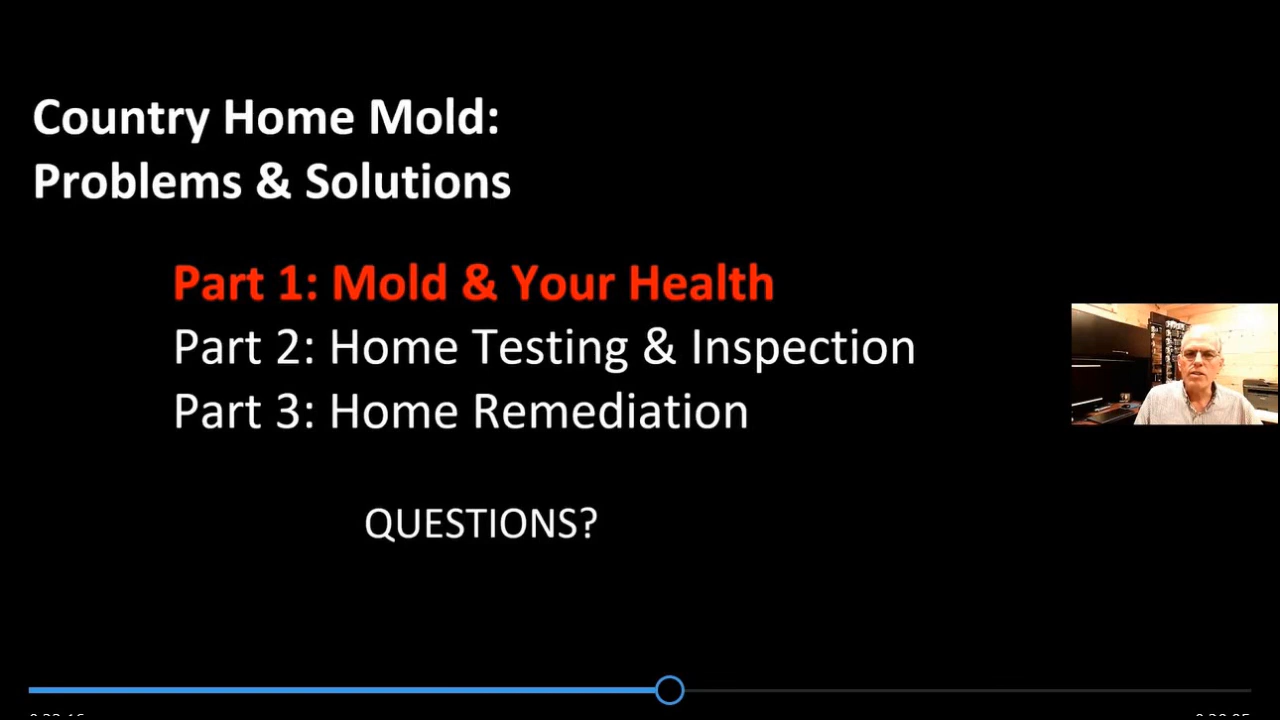 Country Home Mold:
Problems & Solutions
Part 1: Mold & Your Health
Part 2: Home Testing & Inspection
Part 3: Home Remediation
QUESTIONS?